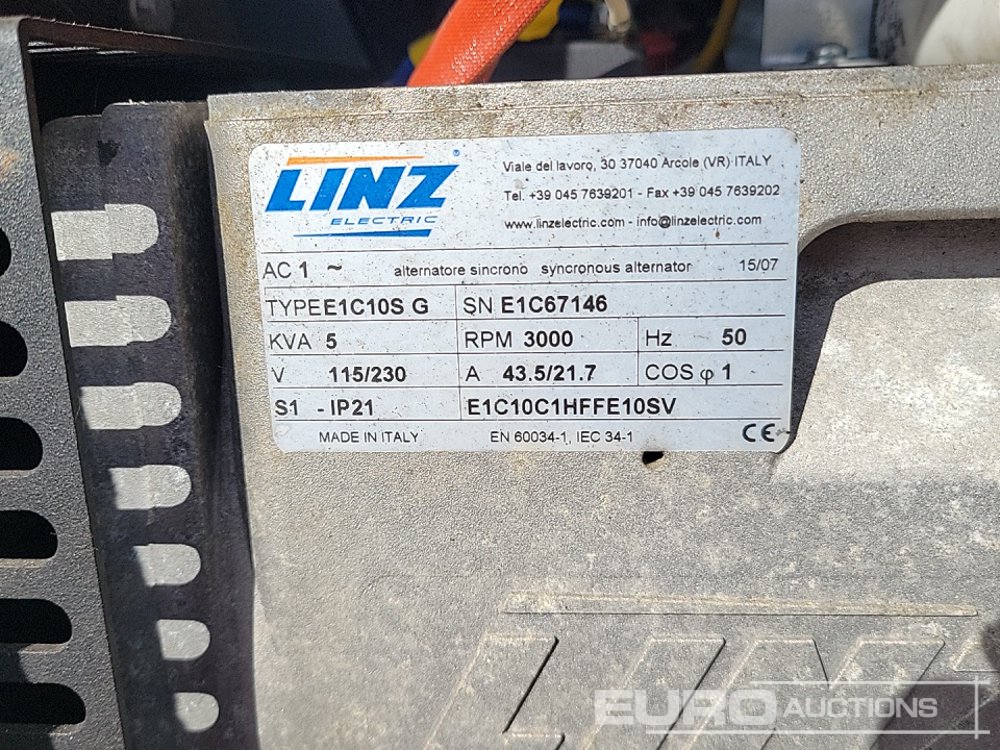 LINZ®
ELECTRIC
Viale del lavoro, 30 37040 Arcole (VR) ITALY
Tel. +39 045 7639201 - Fax +39 045 7639202
www.linzelectric.com - info@linzelectric.com
AC 1 ~ alternatore sincrono syncronous alternator 15/07
TYPE E1C10S G SN E1C67146
KVA 5 RPM 3000 Hz 50
V 115/230 A 43.5/21.7 COS φ 1
S1 - IP21 E1C10C1HFFE10SV
MADE IN ITALY EN 60034-1, IEC 34-1 CE
LINZ
EURO AUCTIONS